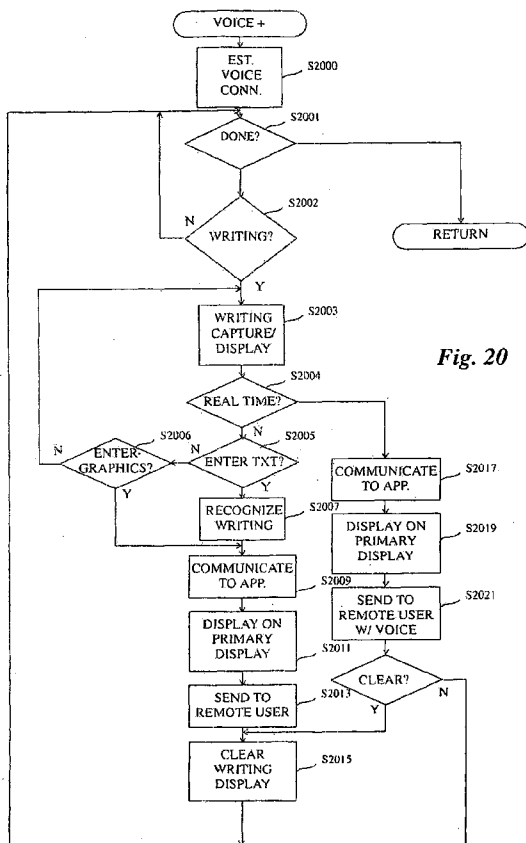 VOICE +
EST.
VOICE
CONN.
S2000
S2001
DONE?
S2002
N
WRITING?
RETURN
Y
WRITING
CAPTURE/
DISPLAY
S2003
Fig. 20
S2004
REAL TIME?
S2006
N
S2005
N
ENTER-
GRAPHICS?
N
ENTER TXT?
Y
Y
COMMUNICATE
TO APP.
S2017
RECOGNIZE
WRITING
S2007
DISPLAY ON
PRIMARY
DISPLAY
S2019
COMMUNICATE
TO APP.
S2009
SEND TO
REMOTE USER
W/ VOICE
S2021
DISPLAY ON
PRIMARY
DISPLAY
S2011
CLEAR?
N
Y
SEND TO
REMOTE USER
S2013
CLEAR
WRITING
DISPLAY
S2015